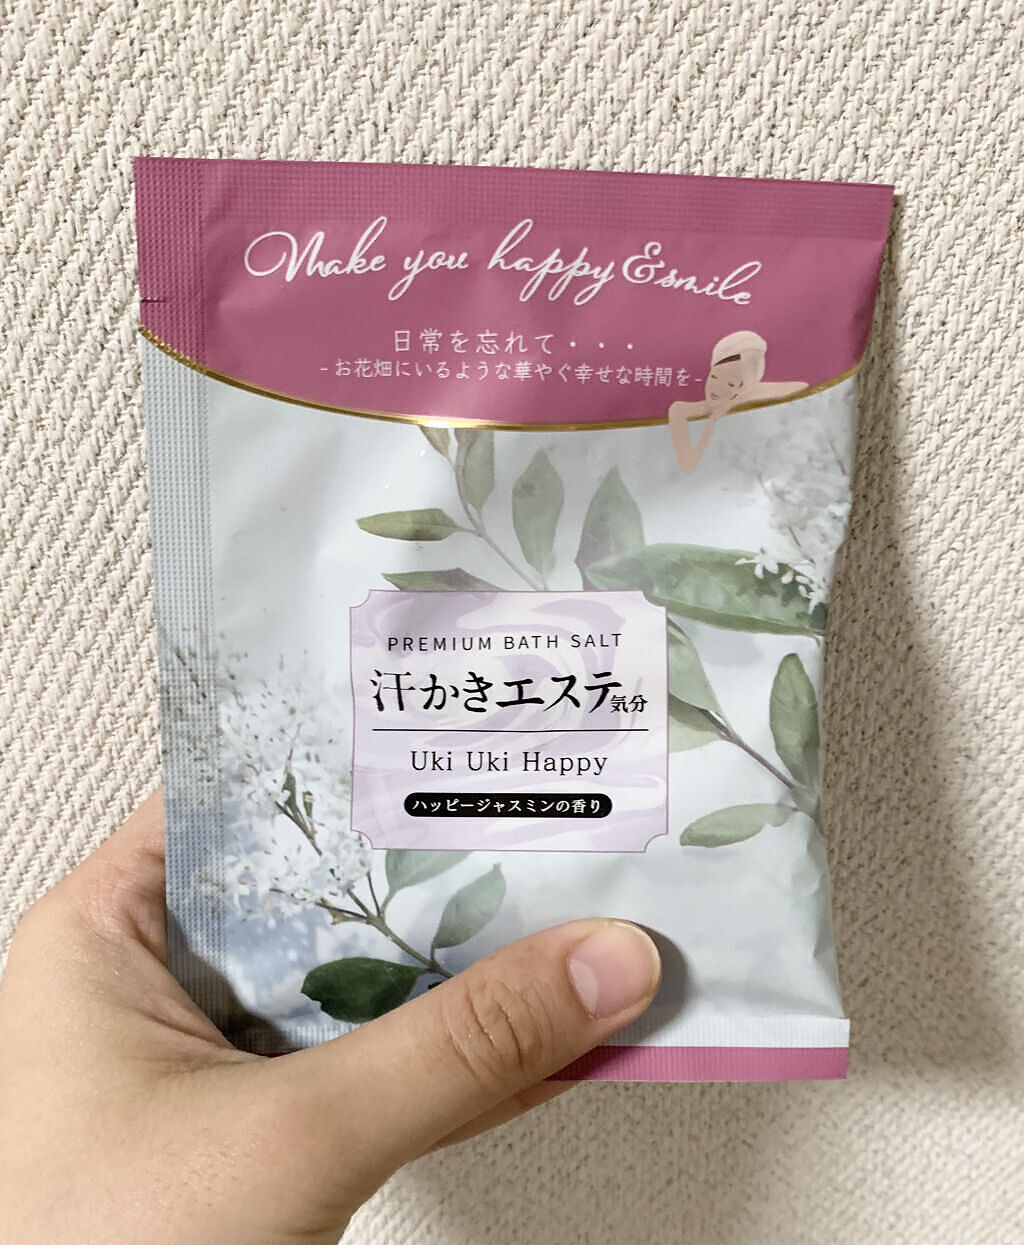 Make you happy & smile
日常を忘れて・・・
-お花畑にいるような華やぐ幸せな時間を-
PREMIUM BATH SALT
汗かきエステ気分
Uki Uki Happy
ハッピージャスミンの香り